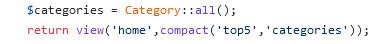 $categories = Category::all();
return view('home',compact('top5','categories'));